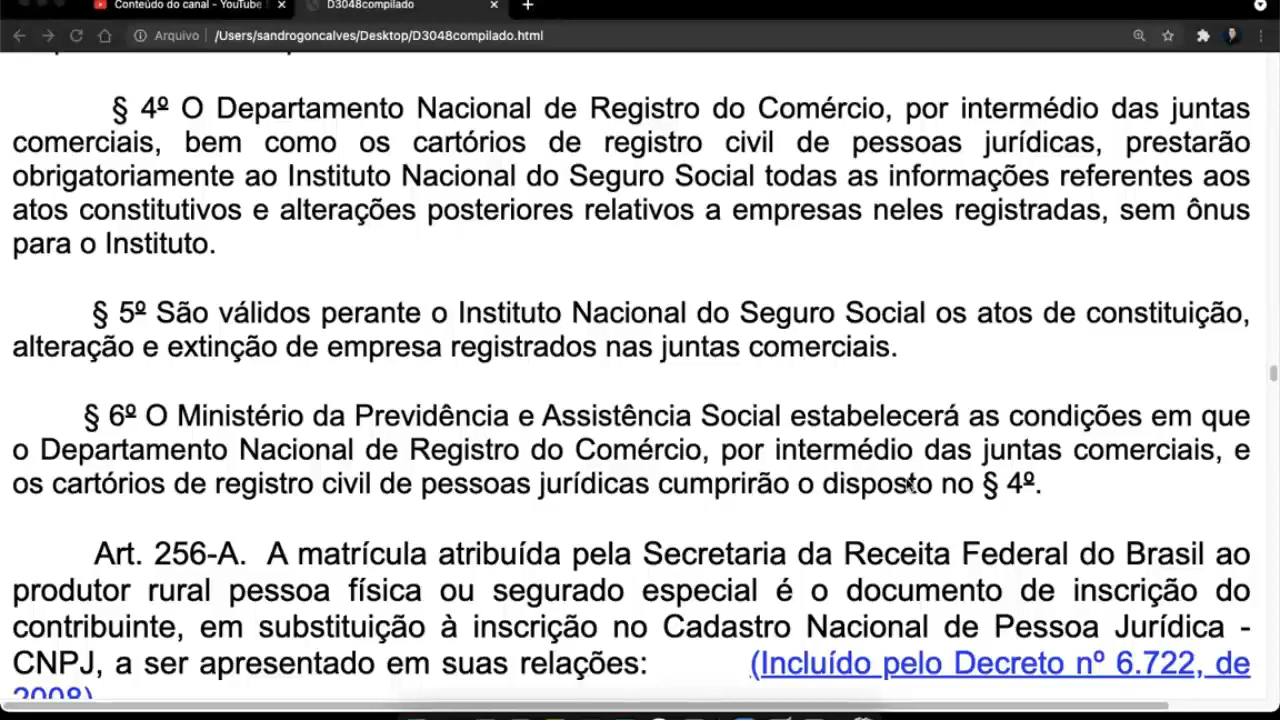 Conteúdo do canal - YouTube
D3048compilado
Arquivo
/Users/sandrogoncalves/Desktop/D3048compilado.html
§ 4º O Departamento Nacional de Registro do Comércio, por intermédio das juntas
comerciais, bem como os cartórios de registro civil de pessoas jurídicas, prestarão
obrigatoriamente ao Instituto Nacional do Seguro Social todas as informações referentes aos
atos constitutivos e alterações posteriores relativos a empresas neles registradas, sem ônus
para o Instituto.
§ 5º São válidos perante o Instituto Nacional do Seguro Social os atos de constituição,
alteração e extinção de empresa registrados nas juntas comerciais.
§ 6º O Ministério da Previdência e Assistência Social estabelecerá as condições em que
o Departamento Nacional de Registro do Comércio, por intermédio das juntas comerciais, e
os cartórios de registro civil de pessoas jurídicas cumprirão o disposto no § 4º.
Art. 256-A. A matrícula atribuída pela Secretaria da Receita Federal do Brasil ao
produtor rural pessoa física ou segurado especial é o documento de inscrição do
contribuinte, em substituição à inscrição no Cadastro Nacional de Pessoa Jurídica -
CNPJ, a ser apresentado em suas relações: (Incluído pelo Decreto nº 6.722, de
2008)